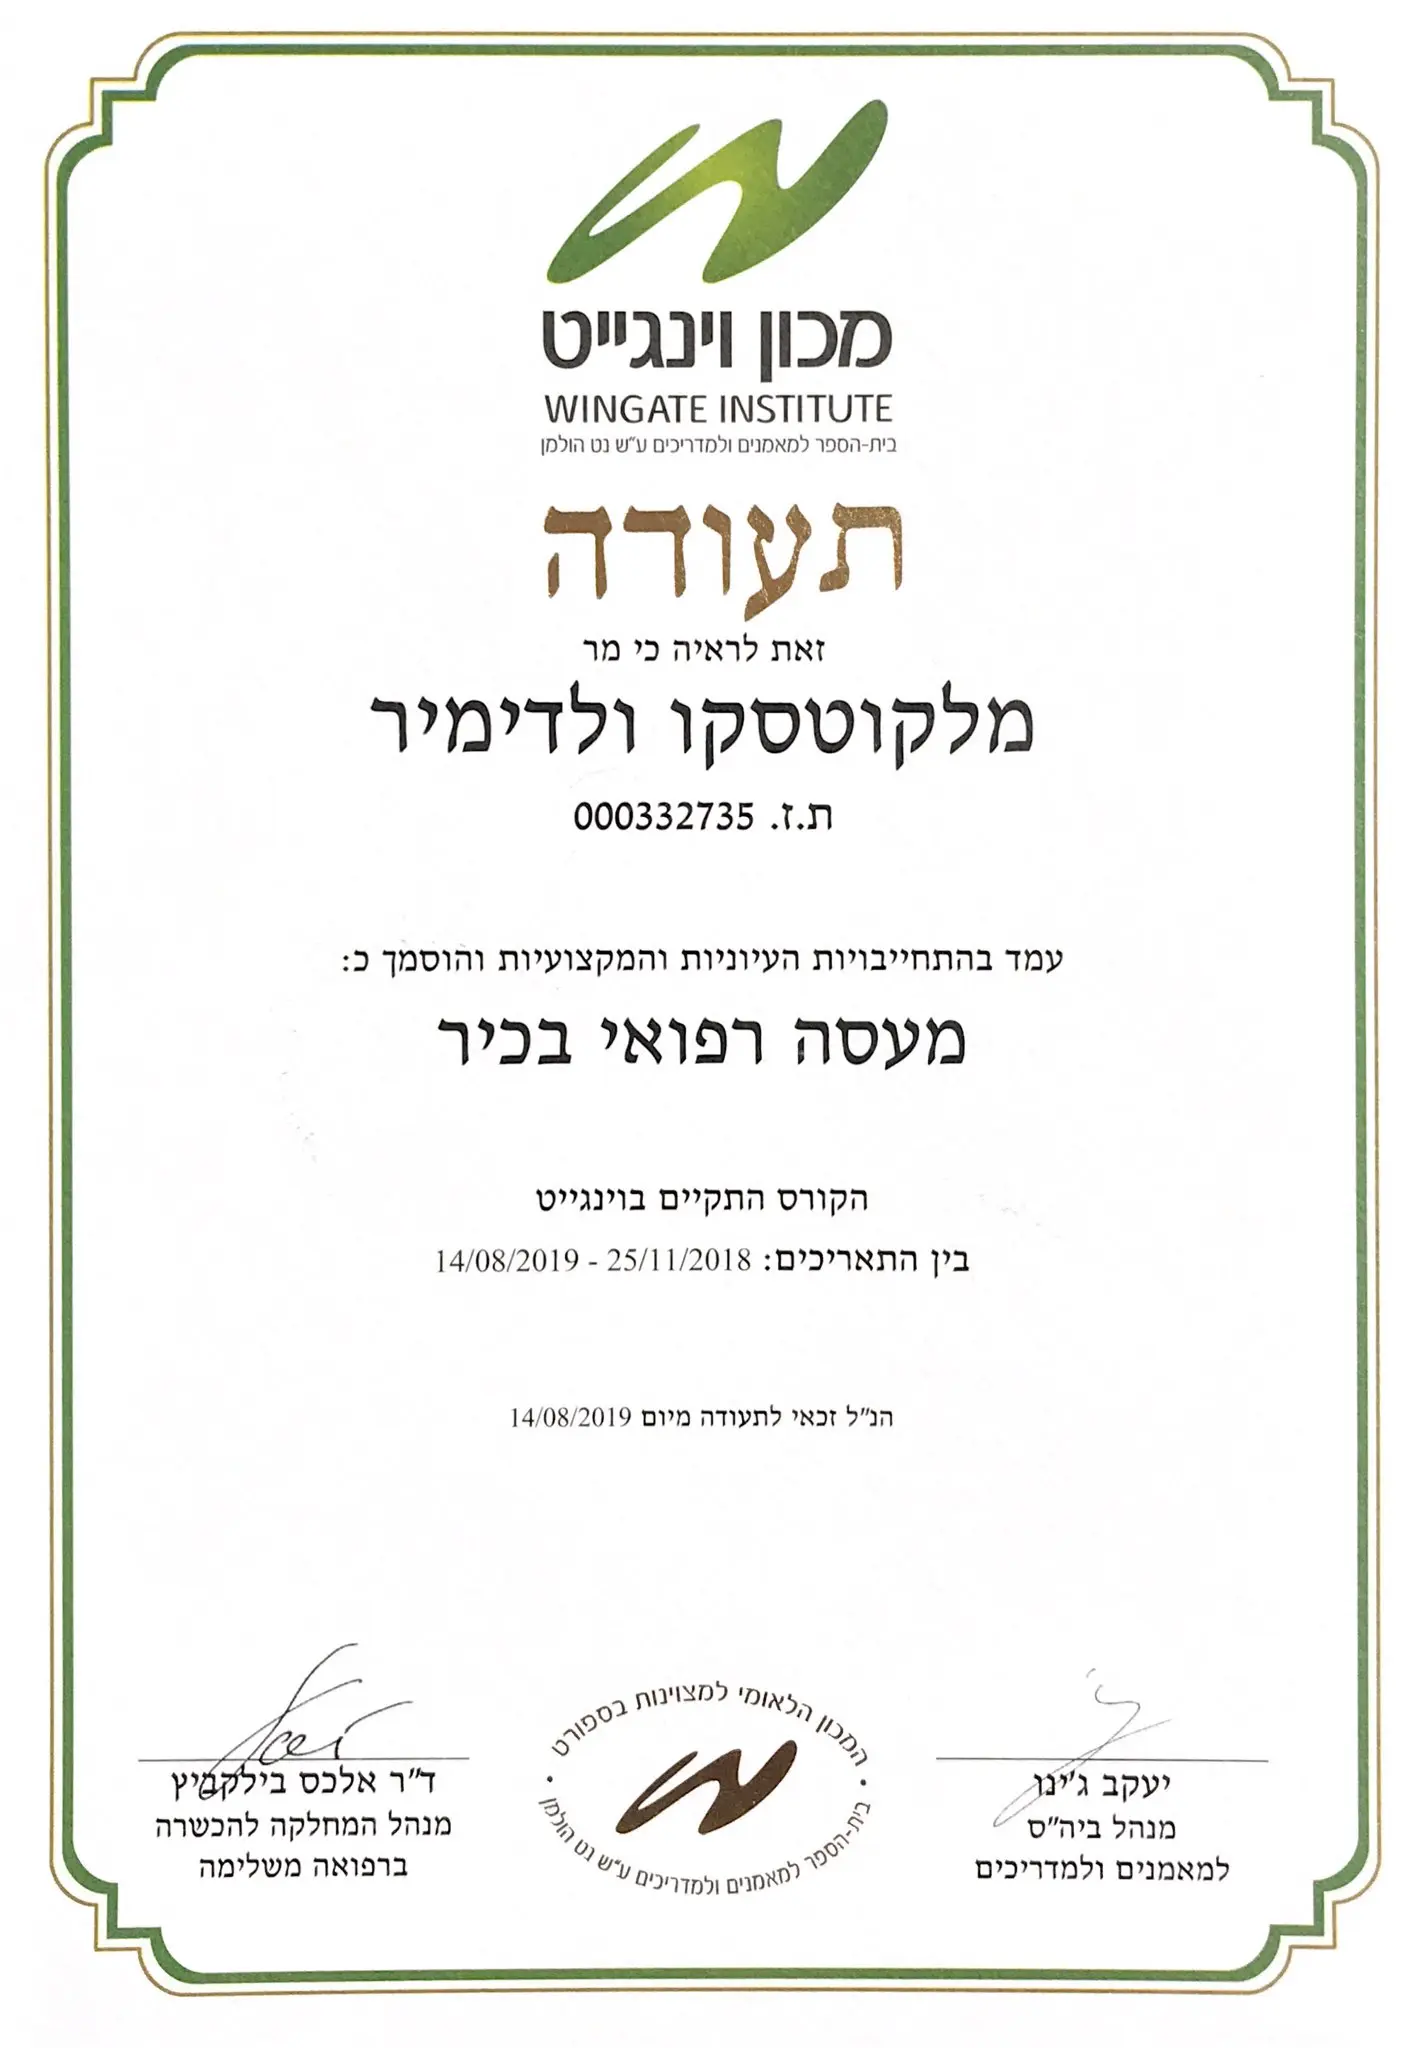 מכון וינגייט
WINGATE INSTITUTE
בית-הספר למאמנים ולמדריכים ע"ש נט הולמן
תעודה
זאת לראיה כי מר
מלקוטסקו ולדימיר
ת.ז. 000332735
עמד בהתחייבויות העיוניות והמקצועיות והוסמך כ:
מעסה רפואי בכיר
הקורס התקיים בוינגייט
בין התאריכים: 25/11/2018 - 14/08/2019
הנ"ל זכאי לתעודה מיום 14/08/2019
יעקב ג'ינו
מנהל ביה"ס
למאמנים ולמדריכים
המכון הלאומי למצוינות בספורט
בית-הספר למאמנים ולמדריכים ע"ש נט הולמן
ד"ר אלכס בילקביץ
מנהל המחלקה להכשרה
ברפואה משלימה